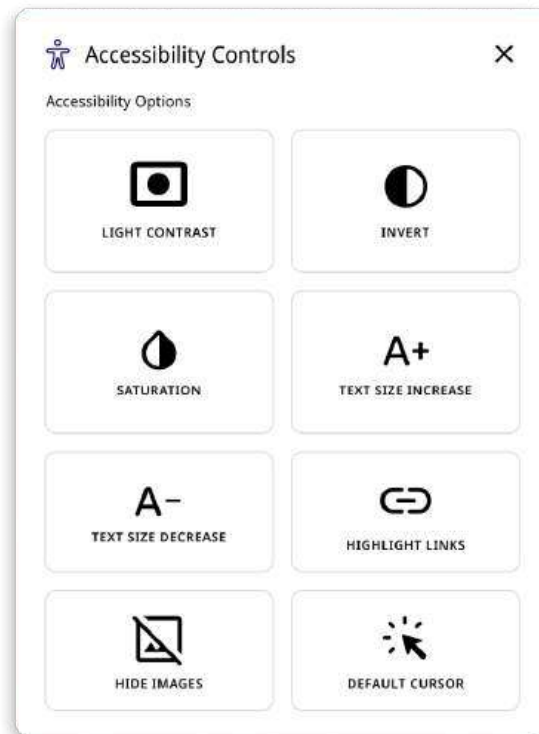 Accessibility Controls
Accessibility Options
LIGHT CONTRAST
INVERT
SATURATION
A+
TEXT SIZE INCREASE
A-
TEXT SIZE DECREASE
HIGHLIGHT LINKS
HIDE IMAGES
DEFAULT CURSOR